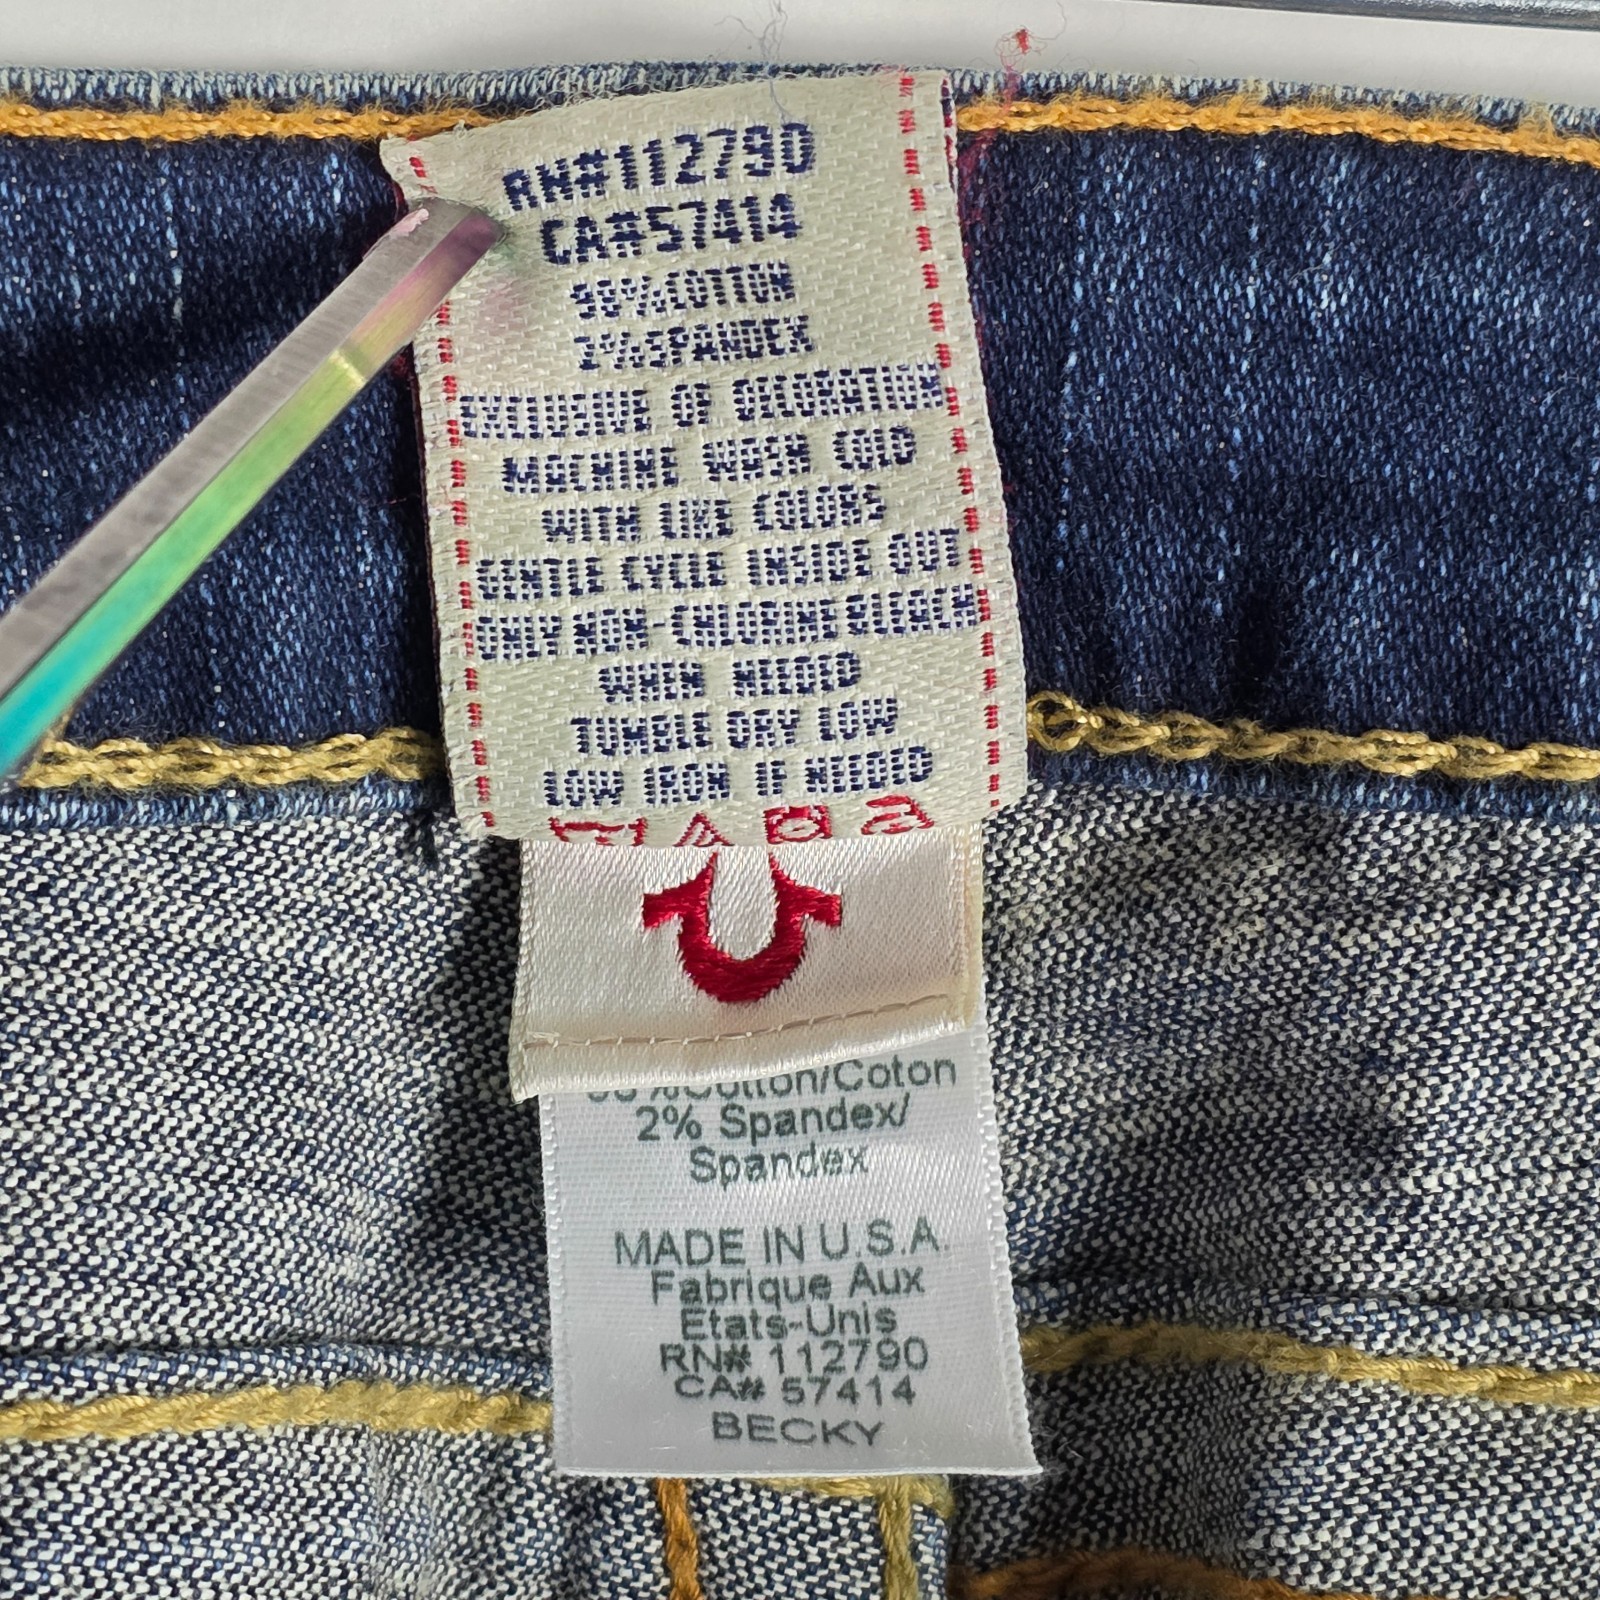 RN#112790
CA#57414
98%COTTON
2%SPANDEX
EXCLUSIVE OF DECORATION
MACHINE WASH COLD
WITH LIKE COLORS
GENTLE CYCLE INSIDE OUT
ONLY NON-CHLORINE BLEACH
WHEN NEEDED
TUMBLE DRY LOW
LOW IRON IF NEEDED
%Cotton/Coton
2% Spandex/
Spandex
MADE IN U.S.A.
Fabrique Aux
Etats-Unis
RN# 112790
CA# 57414
BECKY